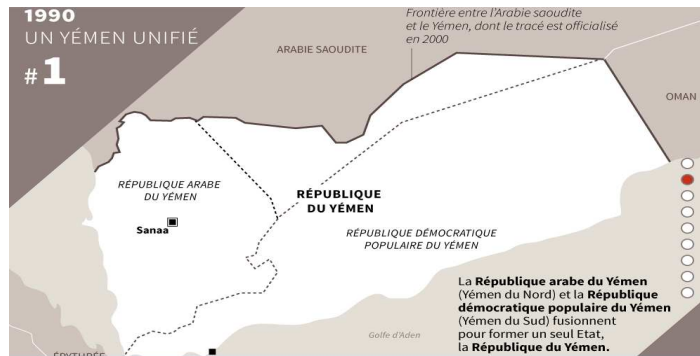 1990
UN YÉMEN UNIFIÉ
#1
Frontière entre l'Arabie saoudite
et le Yémen, dont le tracé est officialisé
en 2000
ARABIE SAOUDITE
OMAN
RÉPUBLIQUE ARABE
DU YÉMEN
Sanaa
RÉPUBLIQUE
DU YÉMEN
RÉPUBLIQUE DÉMOCRATIQUE
POPULAIRE DU YÉMEN
La République arabe du Yémen
(Yémen du Nord) et la République
démocratique populaire du Yémen
(Yémen du Sud) fusionnent
pour former un seul Etat,
la République du Yémen.
Golfe d'Aden